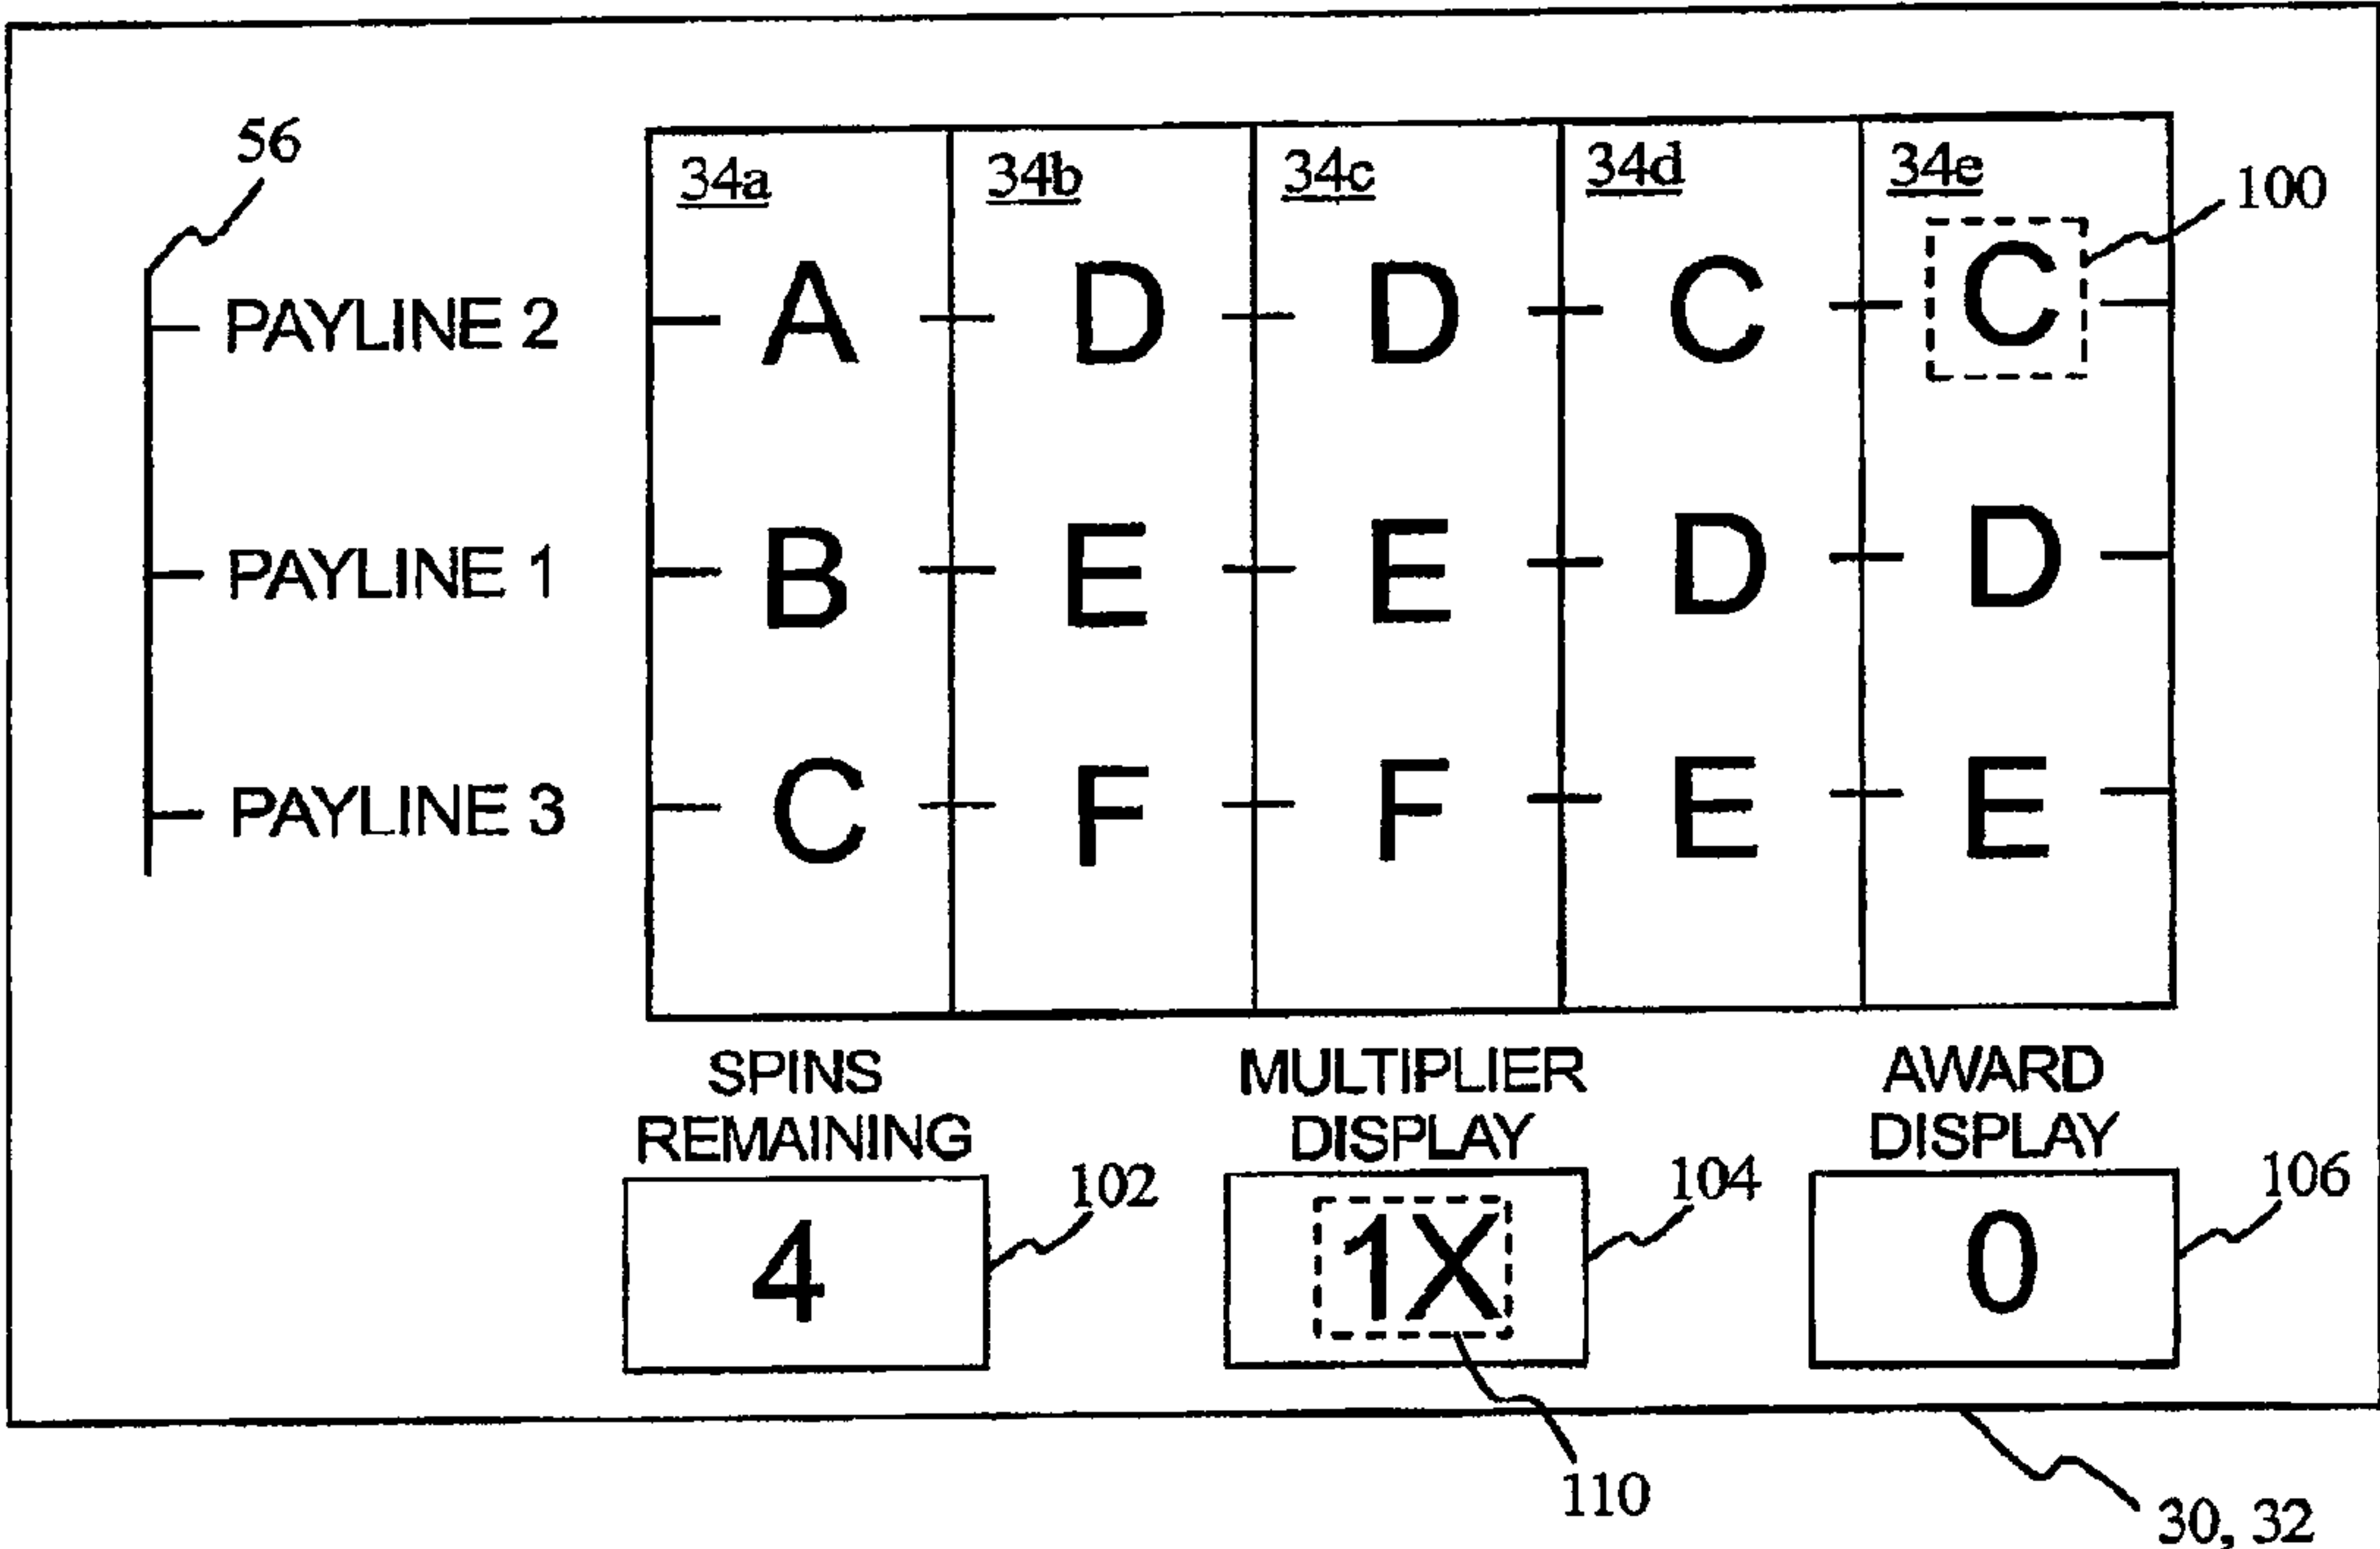 56
34a 34b 34c 34d 34e
100
PAYLINE 2 A D D C C
PAYLINE 1 B E E D D
PAYLINE 3 C F F E E
SPINS REMAINING
MULTIPLIER DISPLAY
AWARD DISPLAY
4
102
1X
104
0
106
110
30, 32